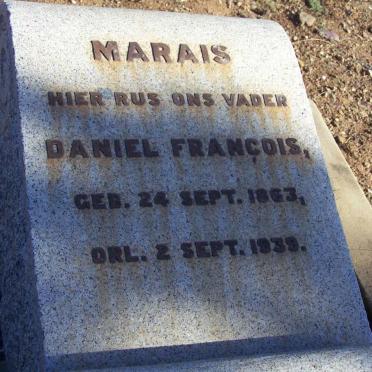 MARAIS
HIER RUS ONS VADER
DANIEL FRANÇOIS,
GEB. 24 SEPT. 1863,
ORL. 2 SEPT. 1939.